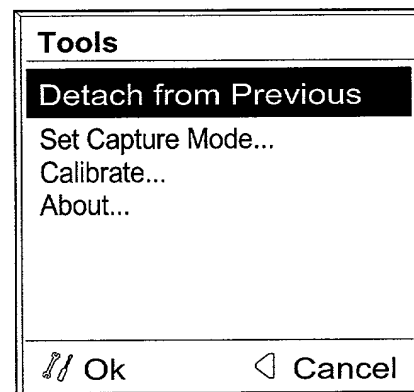 Tools
Detach from Previous
Set Capture Mode...
Calibrate...
About...
Ok Cancel